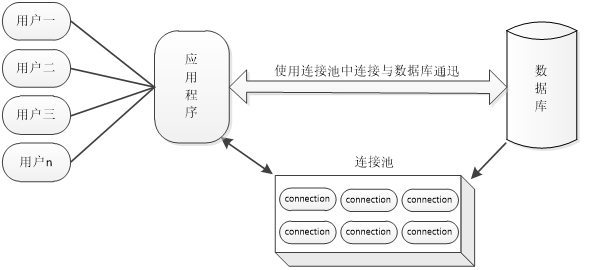 用户一
用户二
用户三
用户n
应用程序
使用连接池中连接与数据库通迅
数据库
连接池
connection
connection
connection
connection
connection
connection